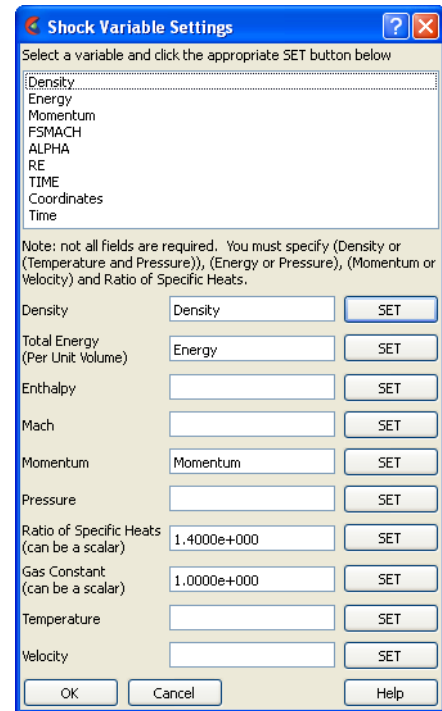 Shock Variable Settings
Select a variable and click the appropriate SET button below
Density
Energy
Momentum
FSMACH
ALPHA
RE
TIME
Coordinates
Time
Note: not all fields are required. You must specify (Density or
(Temperature and Pressure)), (Energy or Pressure), (Momentum or
Velocity) and Ratio of Specific Heats.
Density Density SET
Total Energy
(Per Unit Volume) Energy SET
Enthalpy SET
Mach SET
Momentum Momentum SET
Pressure SET
Ratio of Specific Heats
(can be a scalar) 1.4000e+000 SET
Gas Constant
(can be a scalar) 1.0000e+000 SET
Temperature SET
Velocity SET
OK Cancel Help